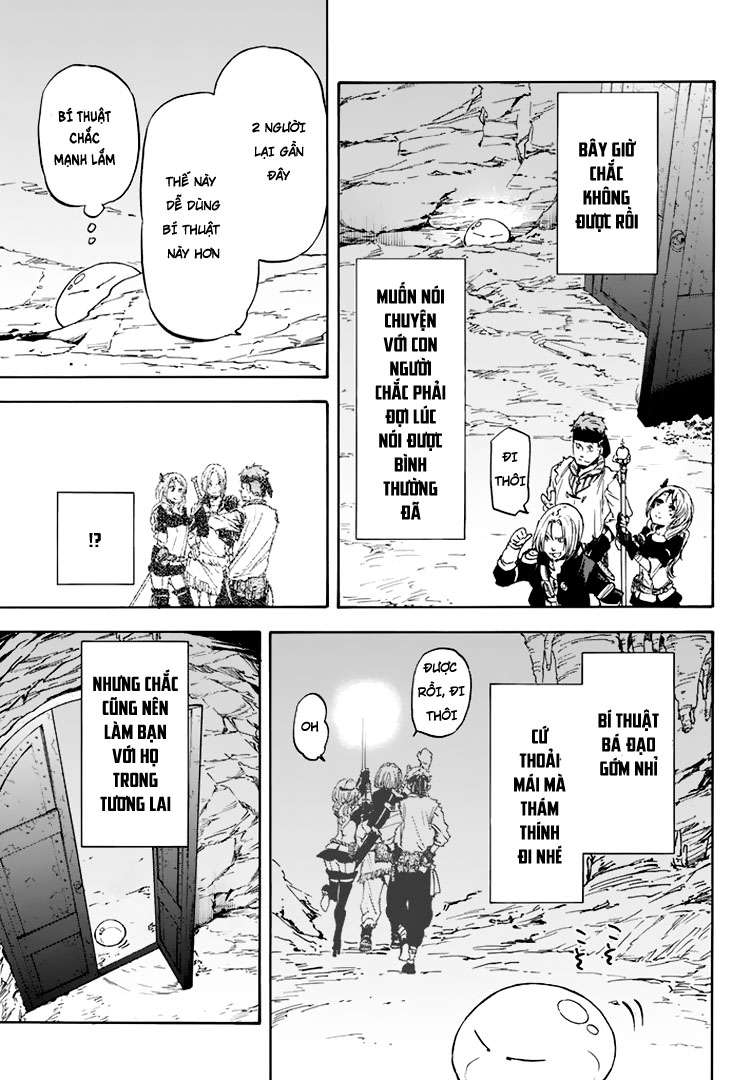 BÂY GIỜ
CHẮC
KHÔNG
ĐƯỢC RỒI
MUỐN NÓI
CHUYỆN
VỚI CON
NGƯỜI
CHẮC PHẢI
ĐỢI LÚC
NÓI ĐƯỢC
BÌNH
THƯỜNG
ĐÃ
ĐI
THÔI
2 NGƯỜI
LẠI GẦN
ĐÂY
THẾ NÀY
DỄ DÙNG
BÍ THUẬT
NÀY HƠN
BÍ THUẬT
CHẮC
MẠNH LẮM
!?
BÍ THUẬT
BÁ ĐẠO
GỚM NHỈ
CỨ
THOẢI
MÁI MÀ
THÁM
THÍNH
ĐI NHÉ
ĐƯỢC
RỒI, ĐI
THÔI
OH
NHƯNG CHẮC
CŨNG NÊN
LÀM BẠN
VỚI HỌ
TRONG
TƯƠNG LAI